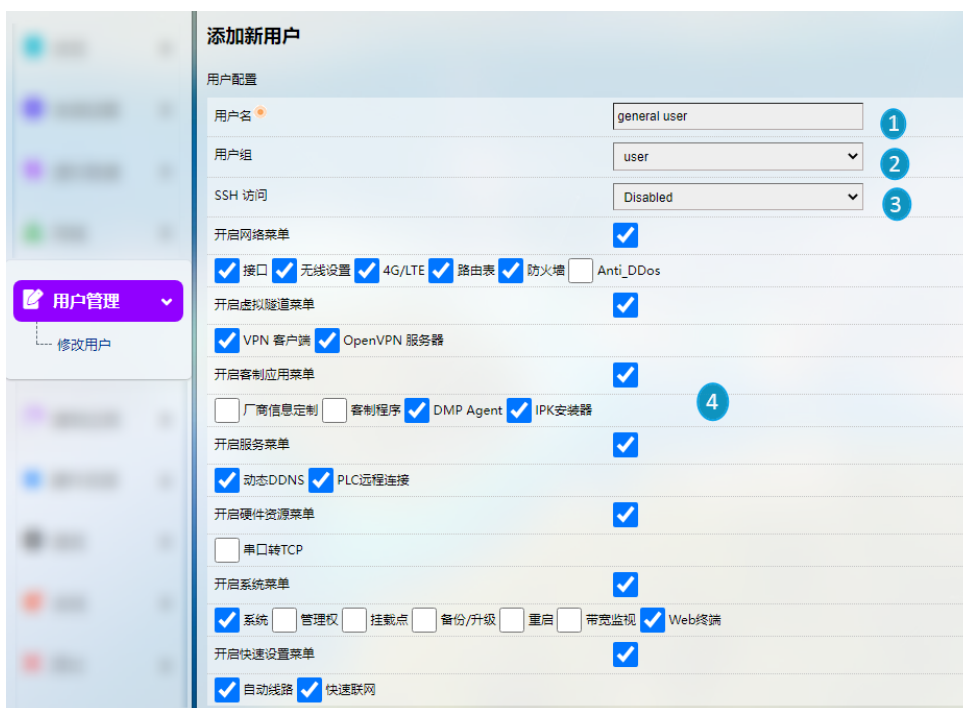 添加新用户
用户配置
用户名 general user 1
用户组 user 2
SSH 访问 Disabled 3
开启网络菜单
接口 无线设置 4G/LTE 路由表 防火墙 Anti_DDos
用户管理
修改用户
开启虚拟隧道菜单
VPN 客户端 OpenVPN 服务器
开启客制应用菜单
厂商信息定制 客制程序 DMP Agent IPK安装器 4
开启服务菜单
动态DDNS PLC远程连接
开启硬件资源菜单
串口转TCP
开启系统菜单
系统 管理权 挂载点 备份/升级 重启 带宽监视 Web终端
开启快速设置菜单
自动线路 快速联网